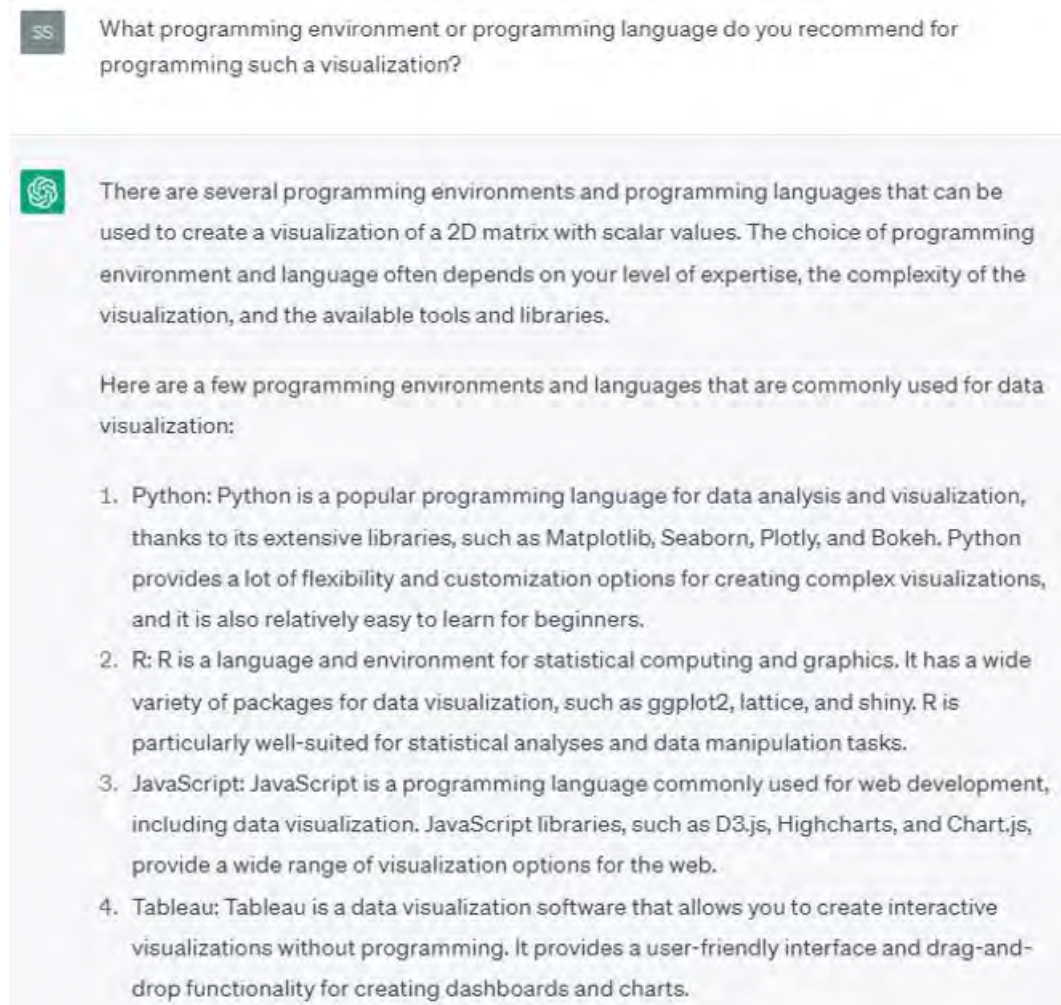 SS
What programming environment or programming language do you recommend for
programming such a visualization?
There are several programming environments and programming languages that can be
used to create a visualization of a 2D matrix with scalar values. The choice of programming
environment and language often depends on your level of expertise, the complexity of the
visualization, and the available tools and libraries.
Here are a few programming environments and languages that are commonly used for data
visualization:
1. Python: Python is a popular programming language for data analysis and visualization,
thanks to its extensive libraries, such as Matplotlib, Seaborn, Plotly, and Bokeh. Python
provides a lot of flexibility and customization options for creating complex visualizations,
and it is also relatively easy to learn for beginners.
2. R: R is a language and environment for statistical computing and graphics. It has a wide
variety of packages for data visualization, such as ggplot2, lattice, and shiny. R is
particularly well-suited for statistical analyses and data manipulation tasks.
3. JavaScript: JavaScript is a programming language commonly used for web development,
including data visualization. JavaScript libraries, such as D3.js, Highcharts, and Chart.js,
provide a wide range of visualization options for the web.
4. Tableau: Tableau is a data visualization software that allows you to create interactive
visualizations without programming. It provides a user-friendly interface and drag-and-
drop functionality for creating dashboards and charts.